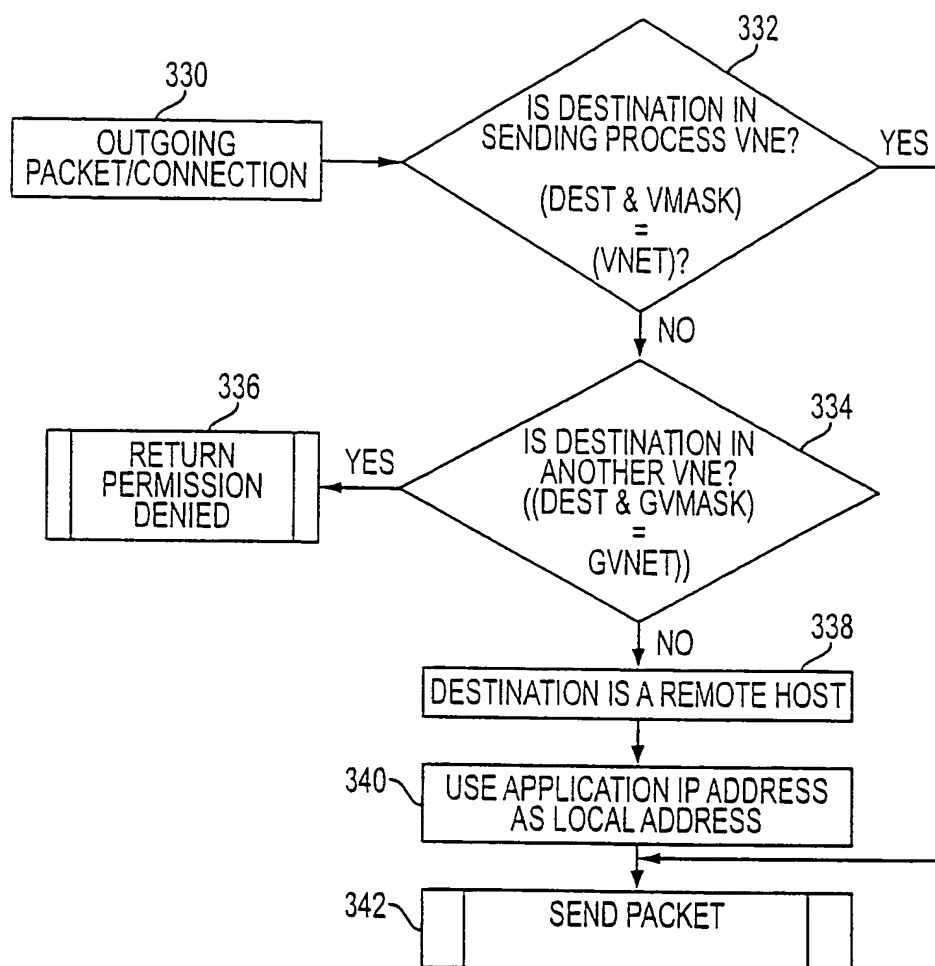 332
330
IS DESTINATION IN
SENDING PROCESS VNE?
YES
OUTGOING
PACKET/CONNECTION
(DEST & VMASK)
=
(VNET)?
NO
336
334
RETURN
PERMISSION
DENIED
YES
IS DESTINATION IN
ANOTHER VNE?
((DEST & GVMASK)
=
GVNET))
NO
338
DESTINATION IS A REMOTE HOST
340
USE APPLICATION IP ADDRESS
AS LOCAL ADDRESS
342
SEND PACKET